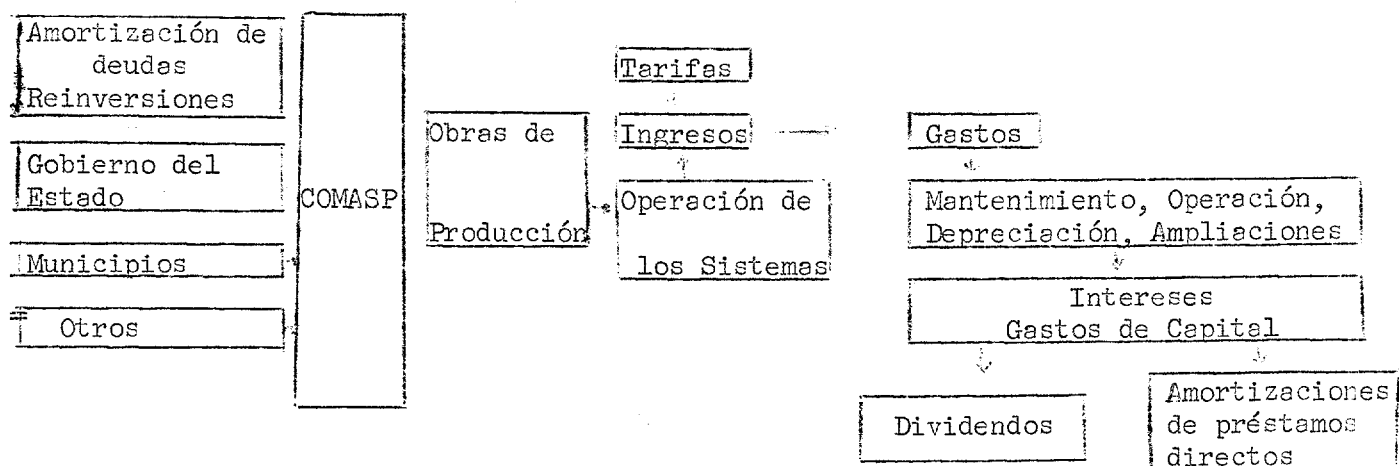 Amortización de
deudas
Reinversiones
Gobierno del
Estado
Municipios
Otros
COMASP
Obras de
Producción
Tarifas
Ingresos
Operación de
los Sistemas
Gastos
Mantenimiento, Operación,
Depreciación, Ampliaciones
Intereses
Gastos de Capital
Dividendos
Amortizaciones
de préstamos
directos